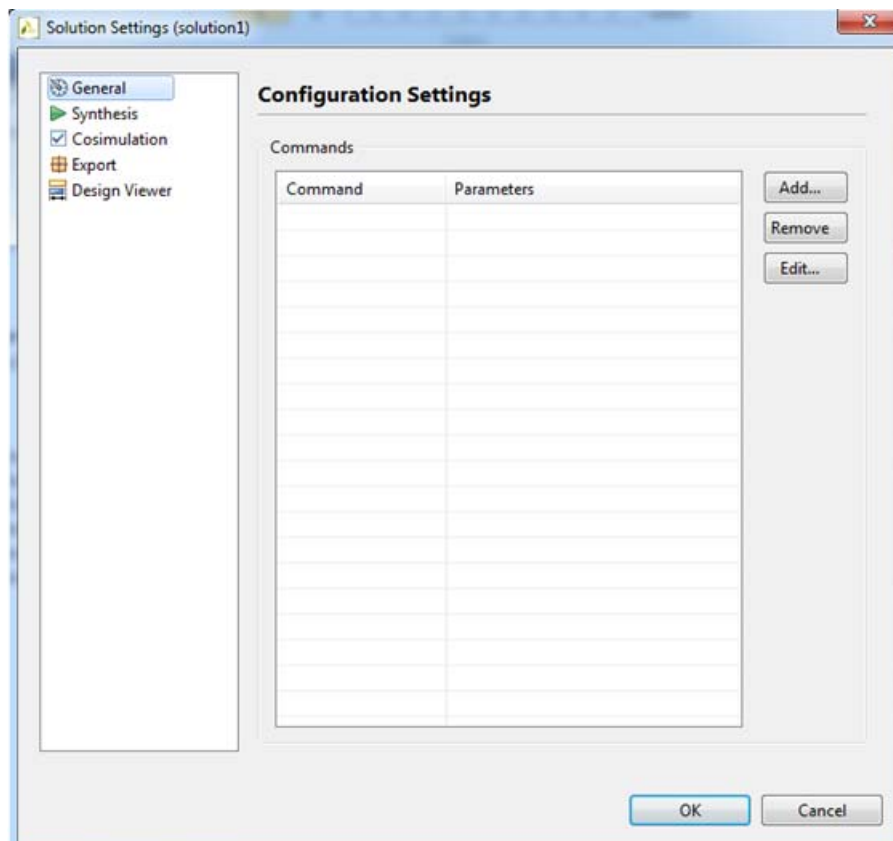 Solution Settings (solution1)
General
Synthesis
Cosimulation
Export
Design Viewer
Configuration Settings
Commands
Command Parameters
Add...
Remove
Edit...
OK Cancel